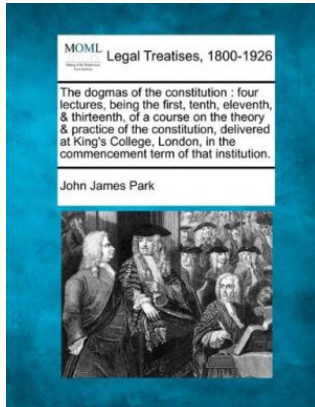 MOML
Legal Treatises, 1800-1926
The dogmas of the constitution : four
lectures, being the first, tenth, eleventh,
& thirteenth, of a course on the theory
& practice of the constitution, delivered
at King's College, London, in the
commencement term of that institution.
John James Park